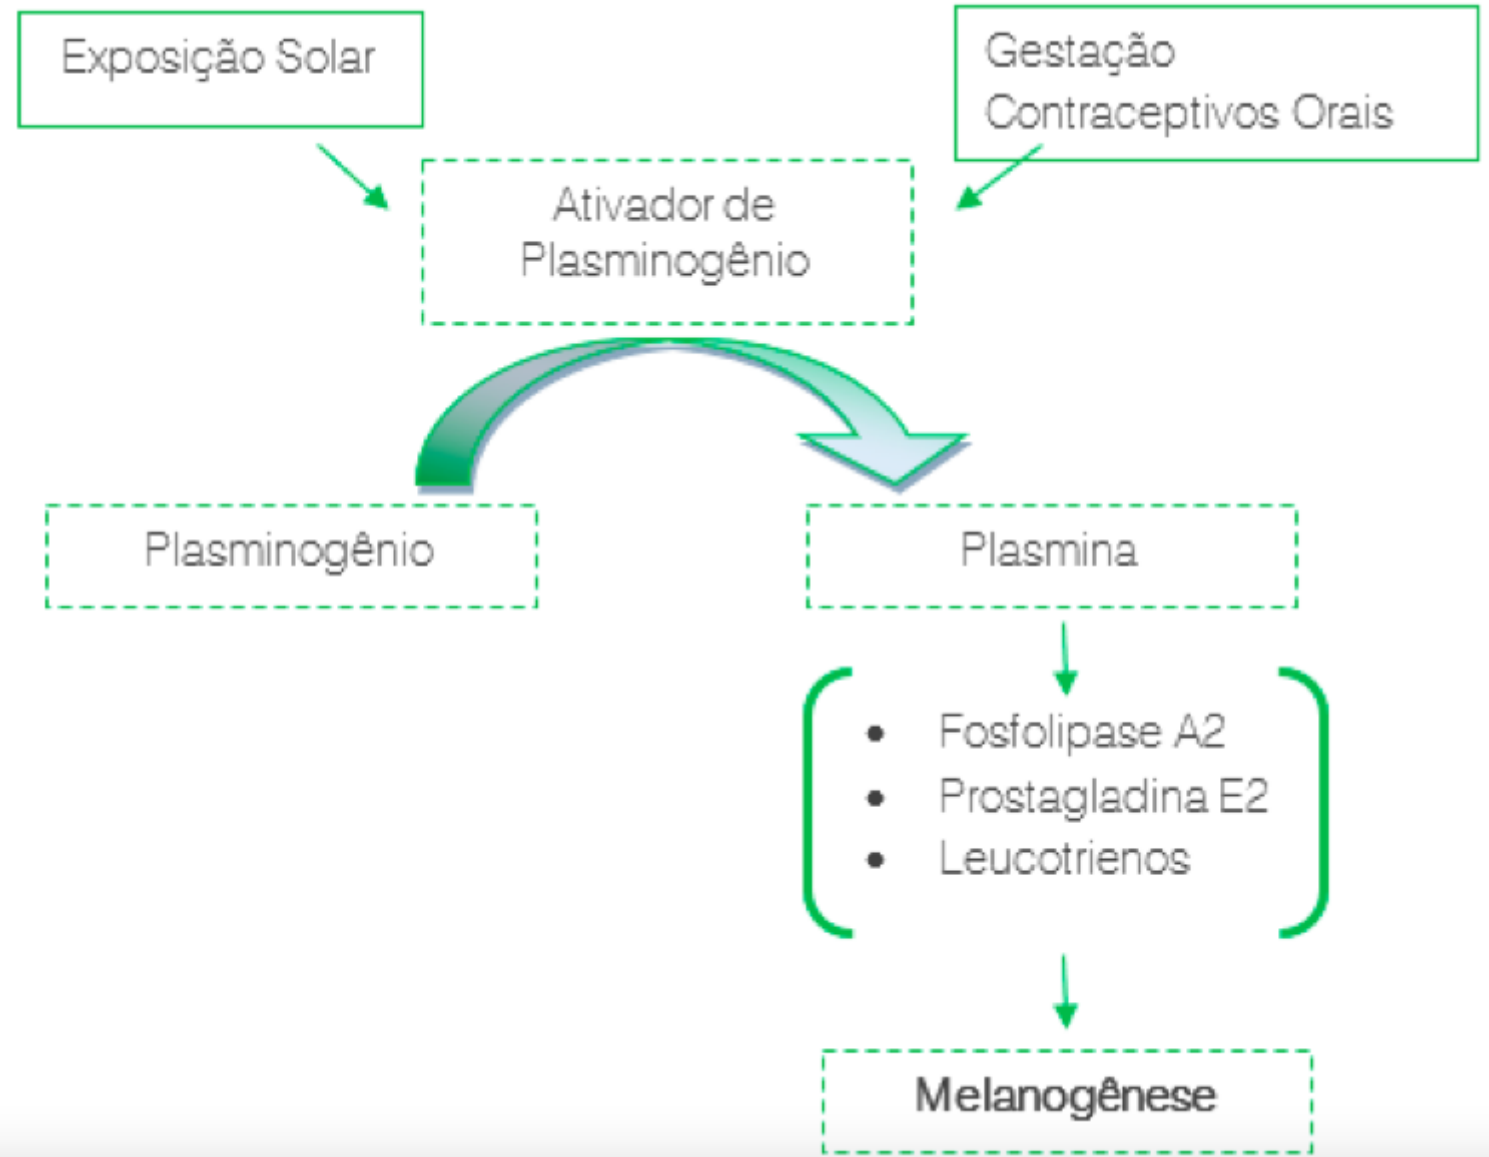 Exposição Solar
Gestação
Contraceptivos Orais
Ativador de
Plasminogênio
Plasminogênio
Plasmina
• Fosfolipase A2
• Prostagladina E2
• Leucotrienos
Melanogênese